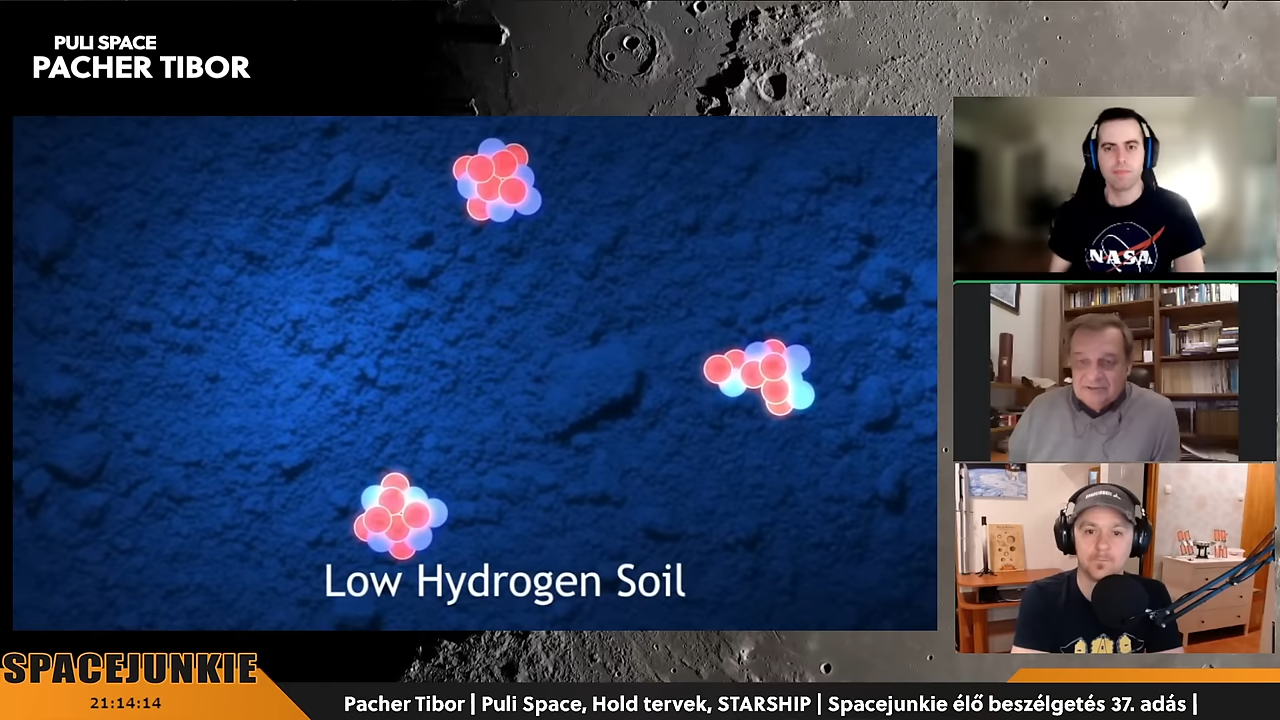 PULI SPACE
PACHER TIBOR
NASA
Low Hydrogen Soil
SPACEJUNKIE
21:14:14
Pacher Tibor | Puli Space, Hold tervek, STARSHIP | Spacejunkie élő beszélgetés 37. adás |